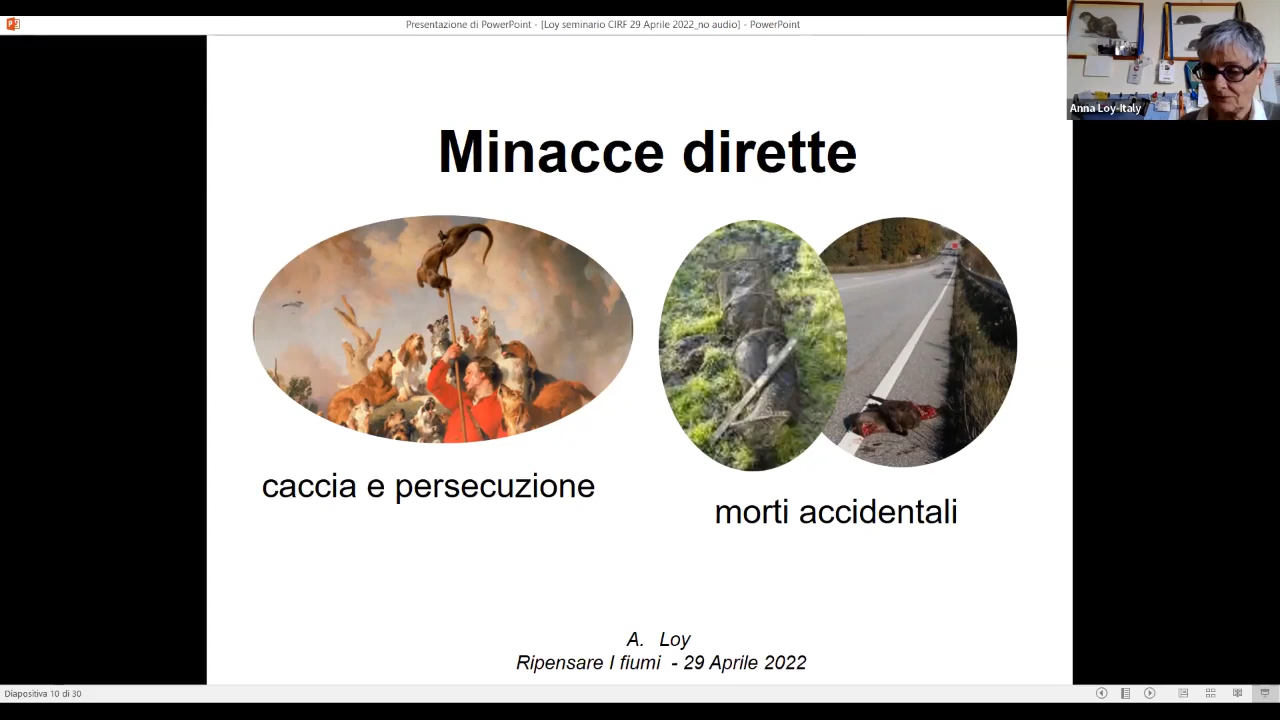 Presentazione di PowerPoint - [Loy seminario CIRF 29 Aprile 2022_no audio] - PowerPoint
Anna Loy-Italy
Minacce dirette
caccia e persecuzione
morti accidentali
A. Loy
Ripensare I fiumi - 29 Aprile 2022
Diapositiva 10 di 30